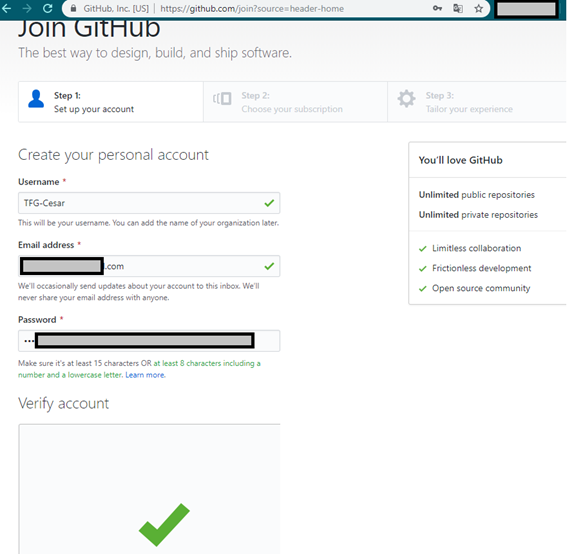 GitHub, Inc. [US] | https://github.com/join?source=header-home
Join GitHub
The best way to design, build, and ship software.
Step 1:
Set up your account
Step 2:
Choose your subscription
Step 3:
Tailor your experience
Create your personal account
Username *
TFG-Cesar
This will be your username. You can add the name of your organization later.
Email address *
.com
We'll occasionally send updates about your account to this inbox. We'll
never share your email address with anyone.
Password *
•••
Make sure it's at least 15 characters OR at least 8 characters including a
number and a lowercase letter. Learn more.
Verify account
You'll love GitHub
Unlimited public repositories
Unlimited private repositories
Limitless collaboration
Frictionless development
Open source community